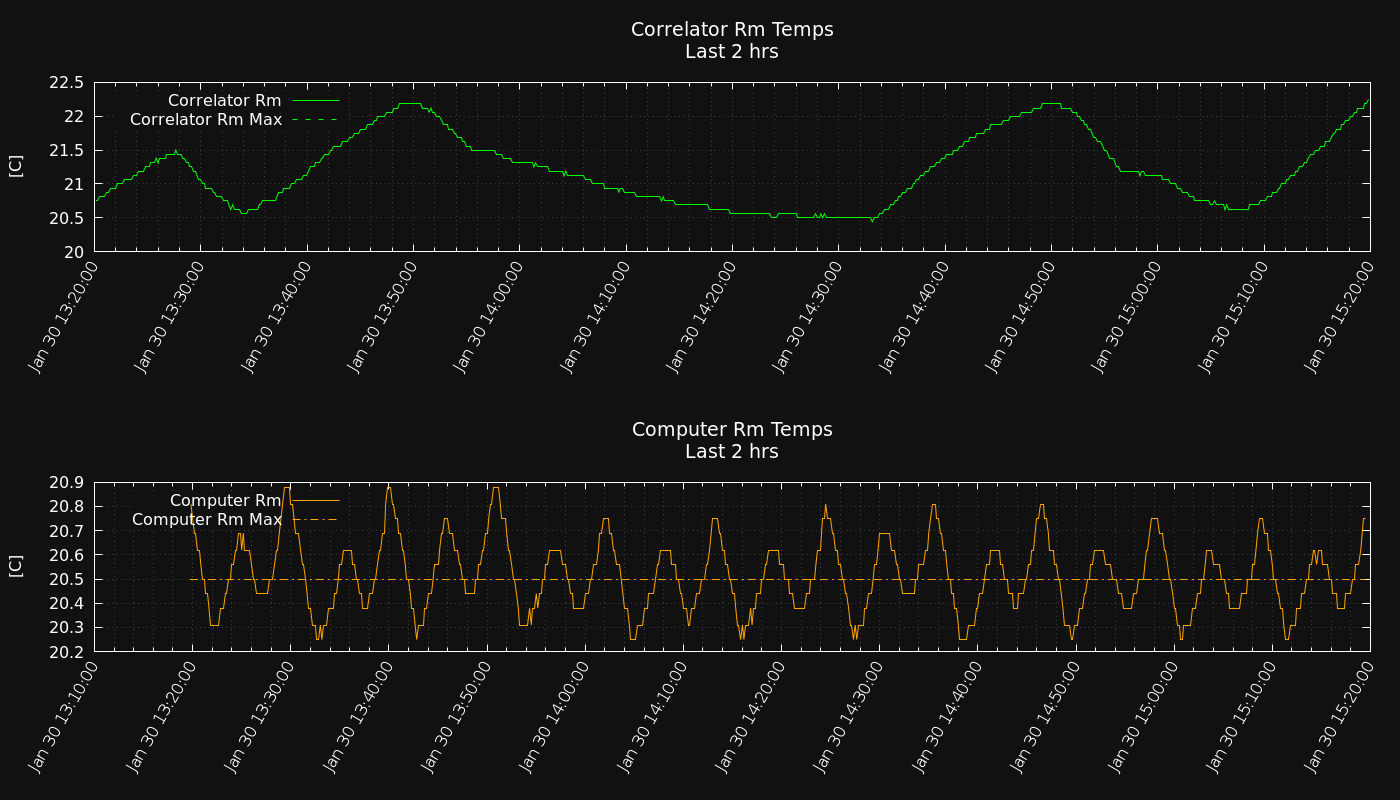 Correlator Rm Temps
Last 2 hrs
22.5
22
21.5
21
20.5
20
[C]
Correlator Rm
Correlator Rm Max
Jan 30 13:20:00
Jan 30 13:30:00
Jan 30 13:40:00
Jan 30 13:50:00
Jan 30 14:00:00
Jan 30 14:10:00
Jan 30 14:20:00
Jan 30 14:30:00
Jan 30 14:40:00
Jan 30 14:50:00
Jan 30 15:00:00
Jan 30 15:10:00
Jan 30 15:20:00
Computer Rm Temps
Last 2 hrs
20.9
20.8
20.7
20.6
20.5
20.4
20.3
20.2
[C]
Computer Rm
Computer Rm Max
Jan 30 13:10:00
Jan 30 13:20:00
Jan 30 13:30:00
Jan 30 13:40:00
Jan 30 13:50:00
Jan 30 14:00:00
Jan 30 14:10:00
Jan 30 14:20:00
Jan 30 14:30:00
Jan 30 14:40:00
Jan 30 14:50:00
Jan 30 15:00:00
Jan 30 15:10:00
Jan 30 15:20:00